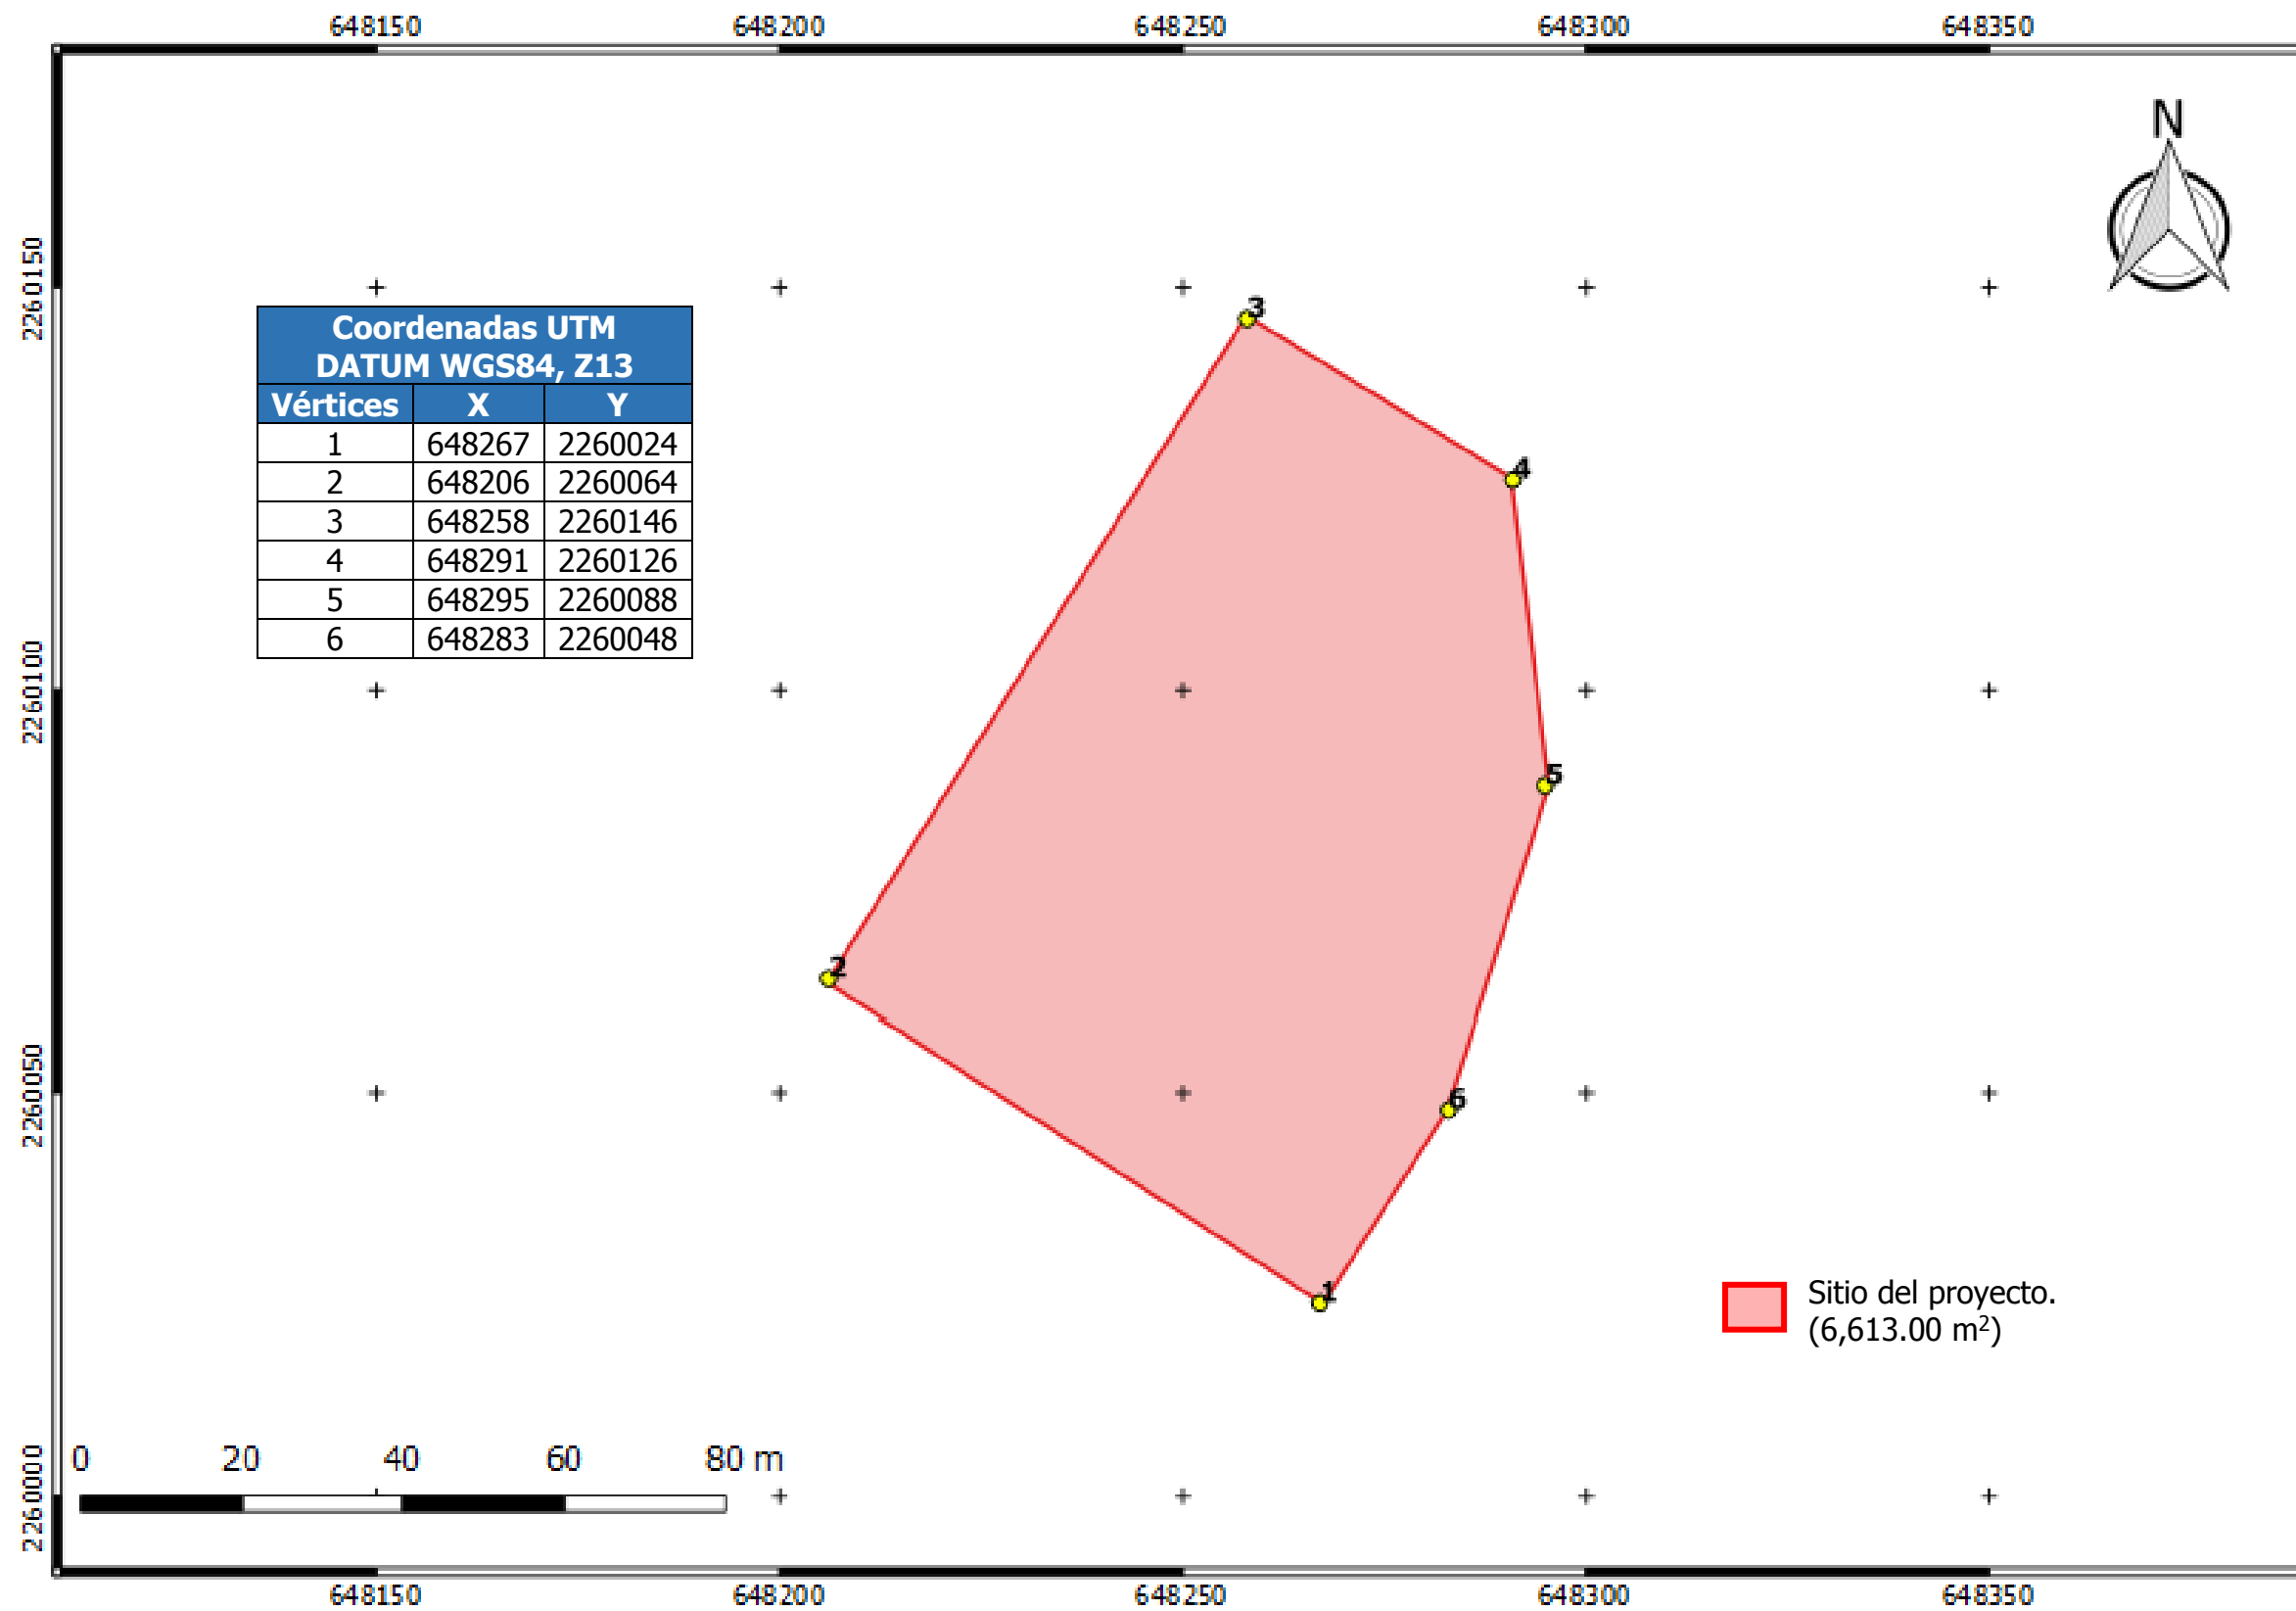 648150 648200 648250 648300 648350
N
2260150
2260100
2260050
2260000
Coordenadas UTM
DATUM WGS84, Z13
Vértices X Y
1 648267 2260024
2 648206 2260064
3 648258 2260146
4 648291 2260126
5 648295 2260088
6 648283 2260048
3
4
5
2
6
1
Sitio del proyecto.
(6,613.00 m²)
0 20 40 60 80 m
648150 648200 648250 648300 648350